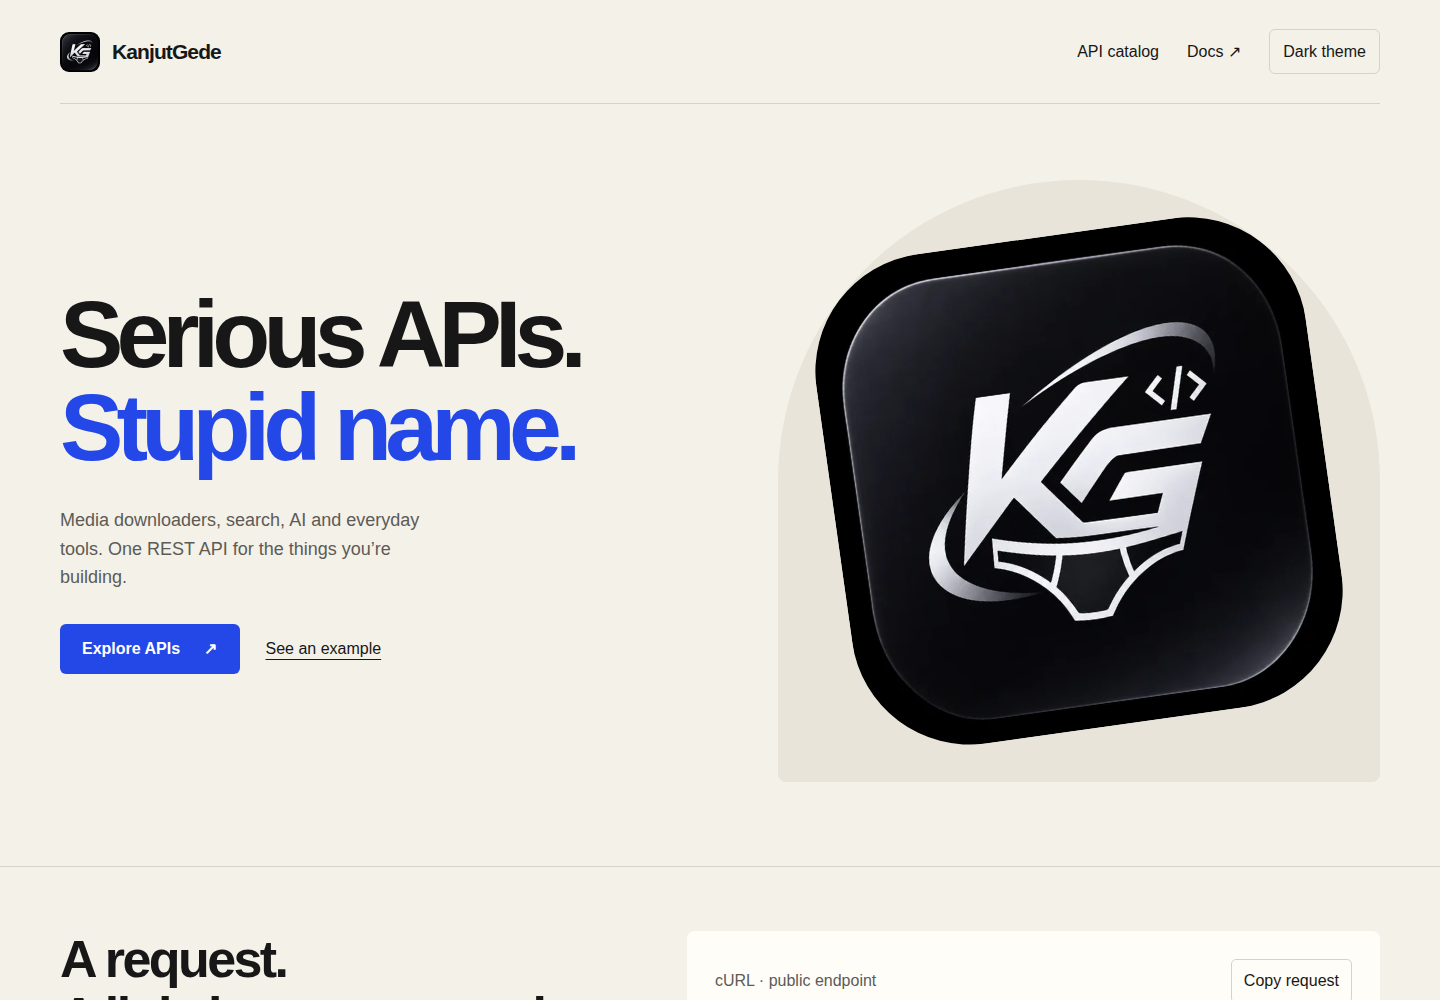 KG
KanjutGede
API catalog
Docs ↗
Dark theme
Serious APIs.
Stupid name.
Media downloaders, search, AI and everyday
tools. One REST API for the things you’re
building.
Explore APIs ↗
See an example
</>
KG
A request.
cURL · public endpoint
Copy request